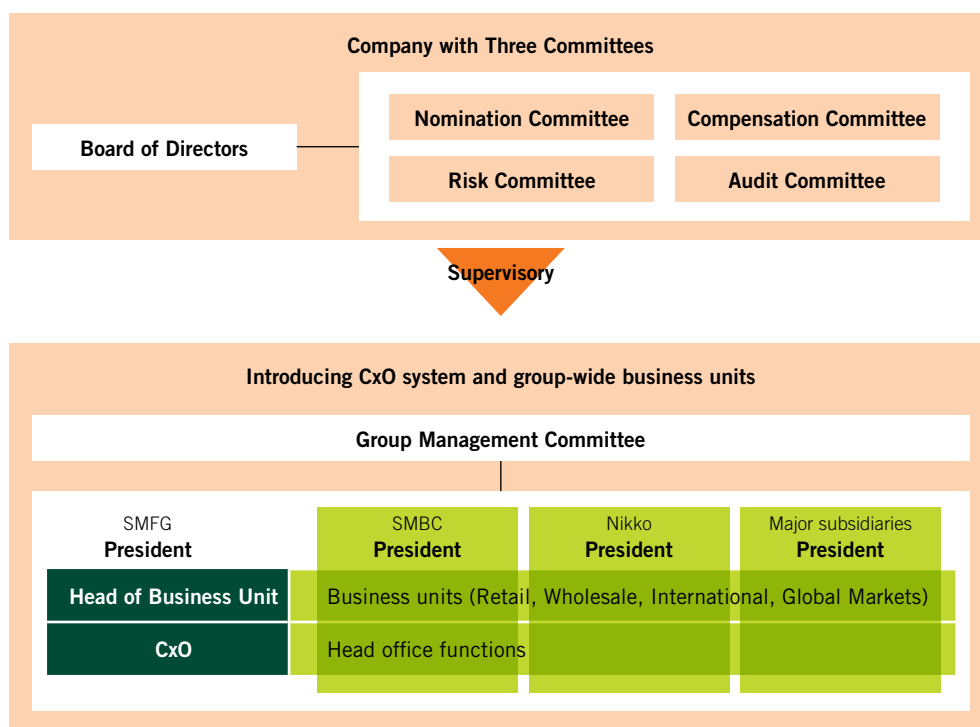 Company with Three Committees
Nomination Committee
Compensation Committee
Board of Directors
Risk Committee
Audit Committee
Supervisory
Introducing CxO system and group-wide business units
Group Management Committee
SMFG
President
SMBC
President
Nikko
President
Major subsidiaries
President
Head of Business Unit
Business units (Retail, Wholesale, International, Global Markets)
CxO
Head office functions